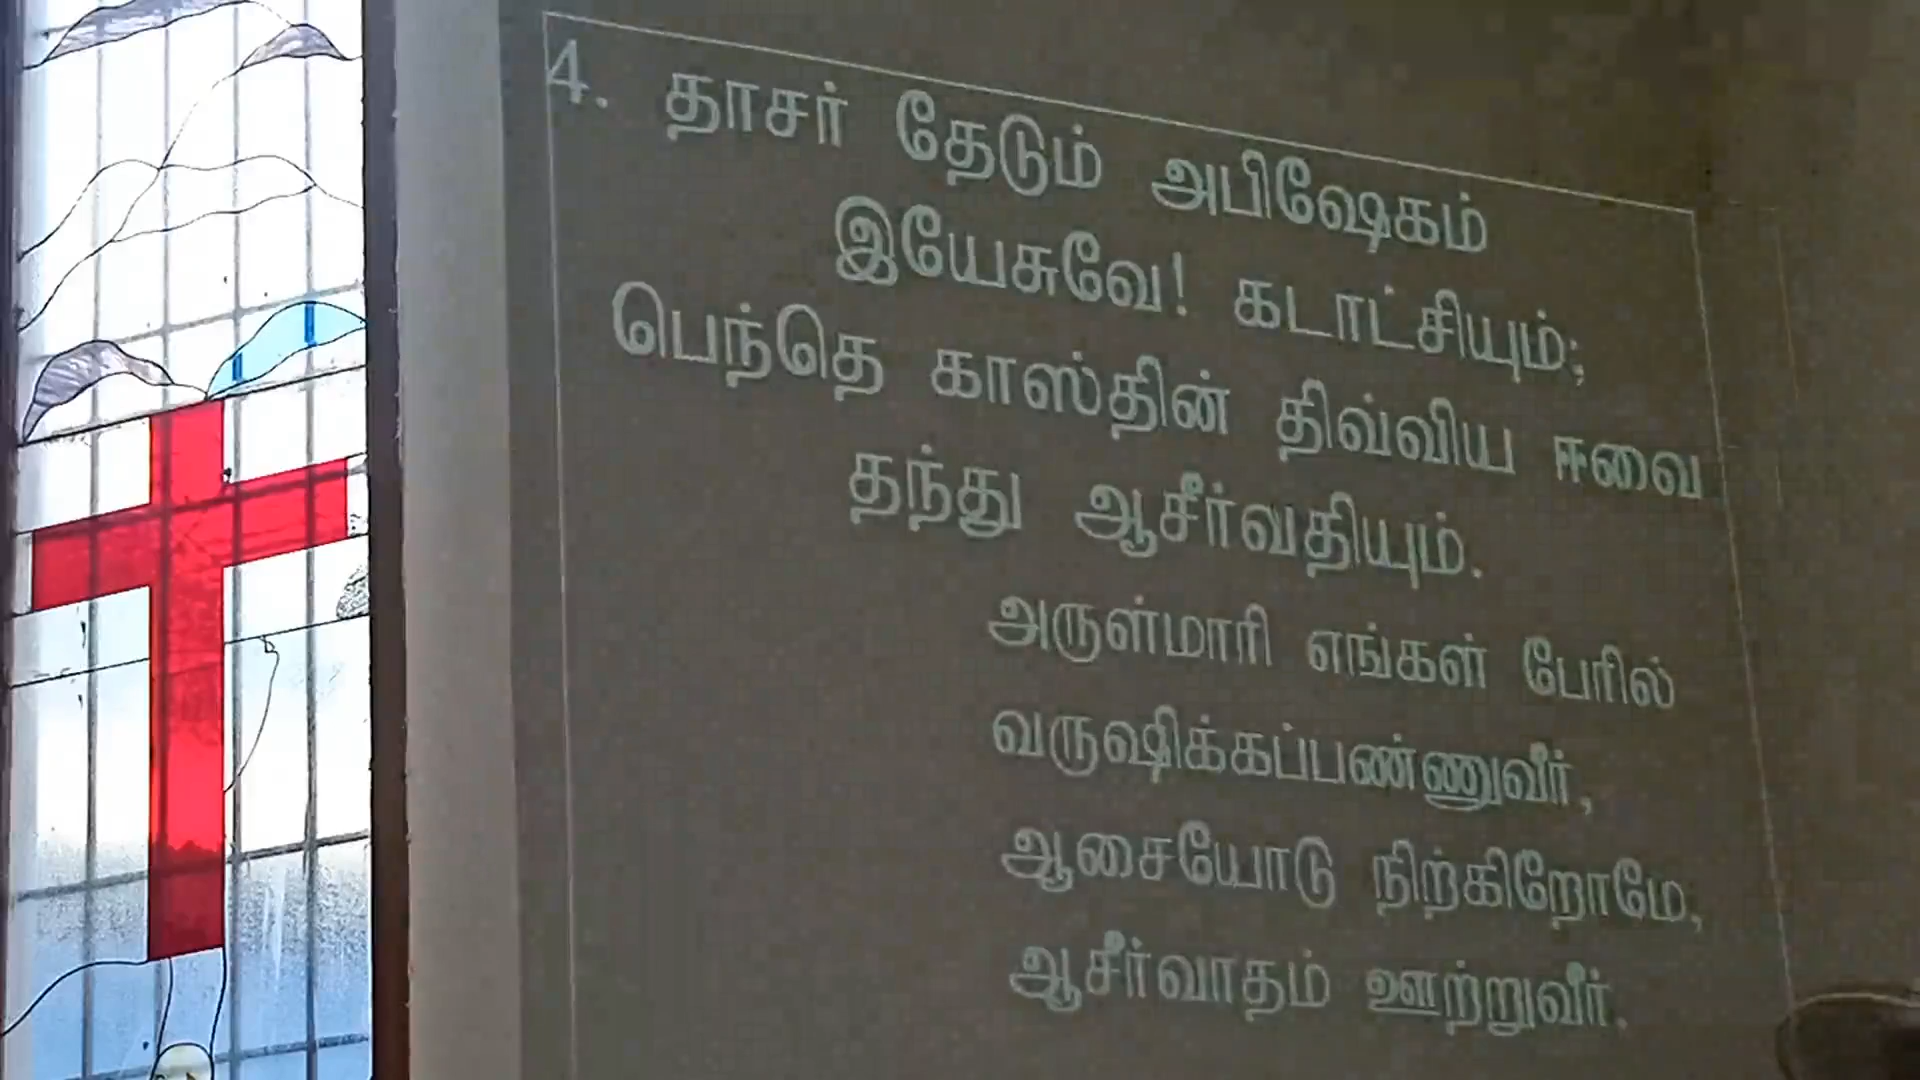 4. தாசர் தேடும் அபிஷேகம்
இயேசுவே! கடாட்சியும்;
பெந்தெ காஸ்தின் திவ்விய ஈவை
தந்து ஆசீர்வதியும்.
அருள்மாரி எங்கள் பேரில்
வருஷிக்கப்பண்ணுவீர்,
ஆசையோடு நிற்கிறோமே,
ஆசீர்வாதம் ஊற்றுவீர்.